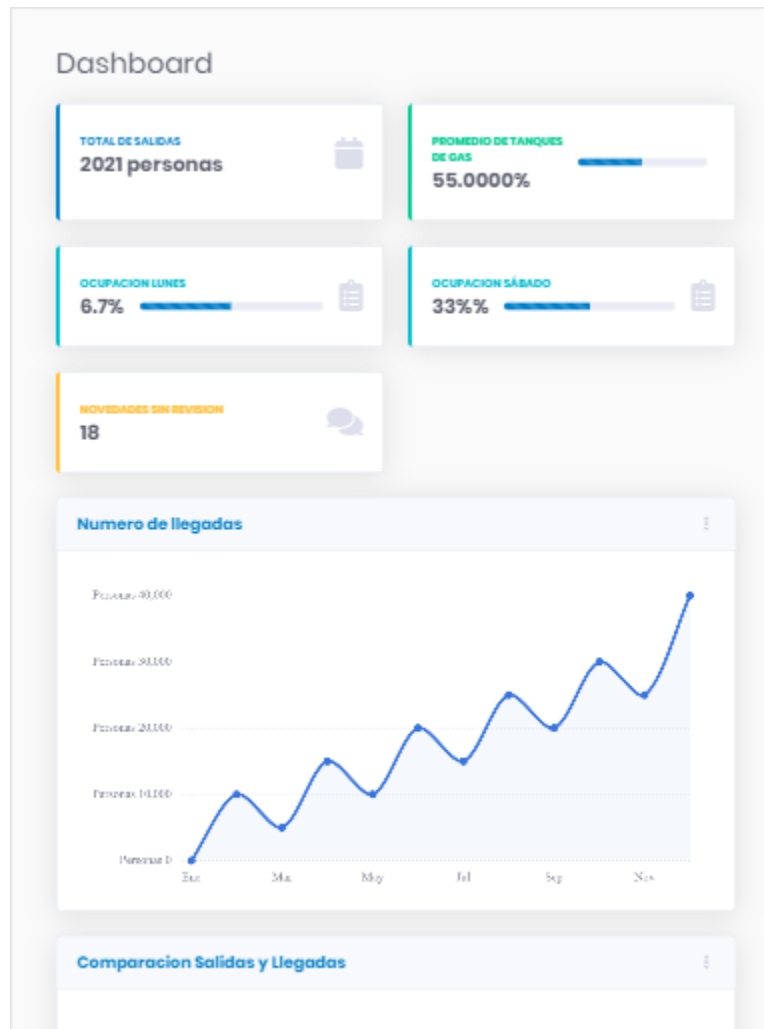 Dashboard
TOTAL DE SALIDAS
2021 personas
PROMEDIO DE TANQUES
DE GAS
55.0000%
OCUPACION LUNES
6.7%
OCUPACION SÁBADO
33%%
NOVEDADES SIN REVISION
18
Numero de llegadas
Personas 40,000
Personas 30,000
Personas 20,000
Personas 10,000
Personas 0
Ene
Mar
May
Jul
Sep
Nov
Comparacion Salidas y Llegadas